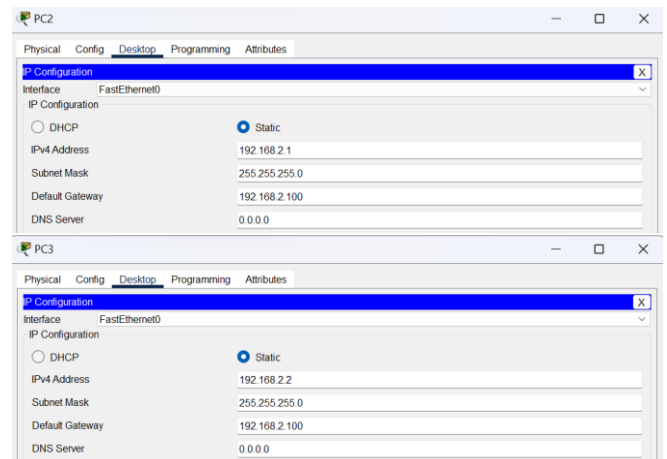 PC2
Physical Config Desktop Programming Attributes
IP Configuration X
Interface FastEthernet0
IP Configuration
DHCP Static
IPv4 Address 192.168.2.1
Subnet Mask 255.255.255.0
Default Gateway 192.168.2.100
DNS Server 0.0.0.0
PC3
Physical Config Desktop Programming Attributes
IP Configuration X
Interface FastEthernet0
IP Configuration
DHCP Static
IPv4 Address 192.168.2.2
Subnet Mask 255.255.255.0
Default Gateway 192.168.2.100
DNS Server 0.0.0.0